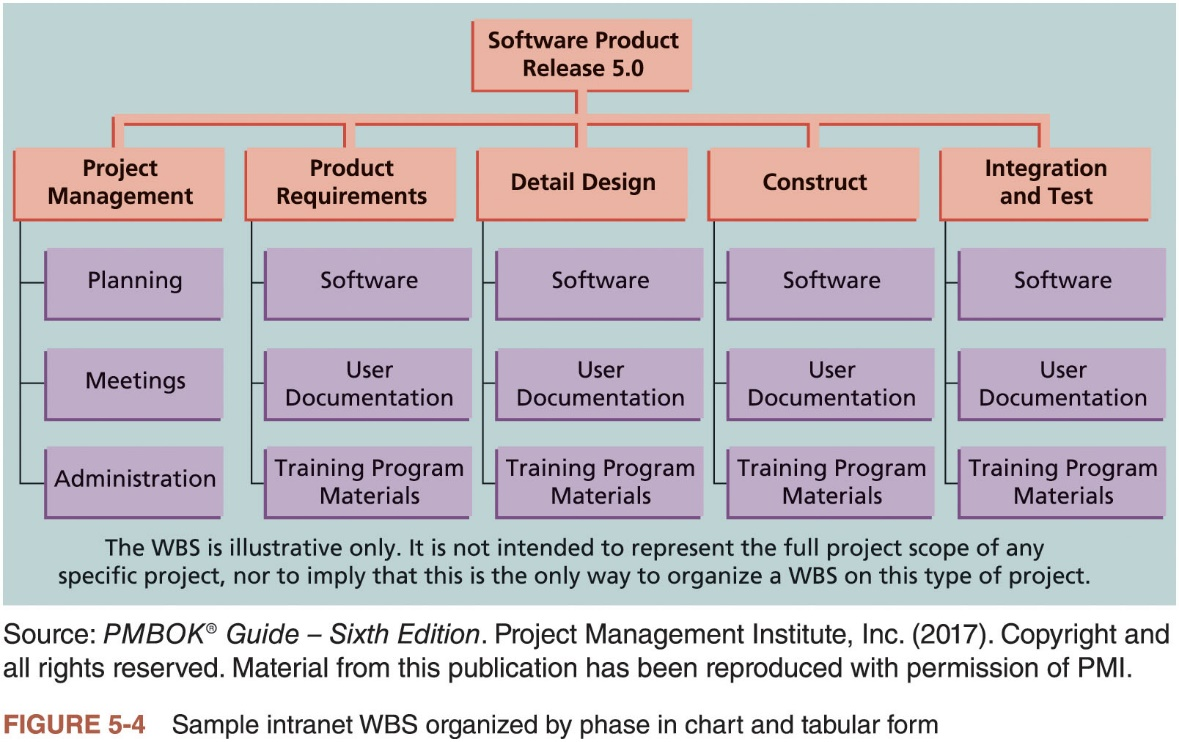 Software Product
Release 5.0
Project
Management
Product
Requirements
Detail Design
Construct
Integration
and Test
Planning
Software
Software
Software
Software
Meetings
User
Documentation
User
Documentation
User
Documentation
User
Documentation
Administration
Training Program
Materials
Training Program
Materials
Training Program
Materials
Training Program
Materials
The WBS is illustrative only. It is not intended to represent the full project scope of any
specific project, nor to imply that this is the only way to organize a WBS on this type of project.
Source: PMBOK® Guide – Sixth Edition. Project Management Institute, Inc. (2017). Copyright and
all rights reserved. Material from this publication has been reproduced with permission of PMI.
FIGURE 5-4 Sample intranet WBS organized by phase in chart and tabular form